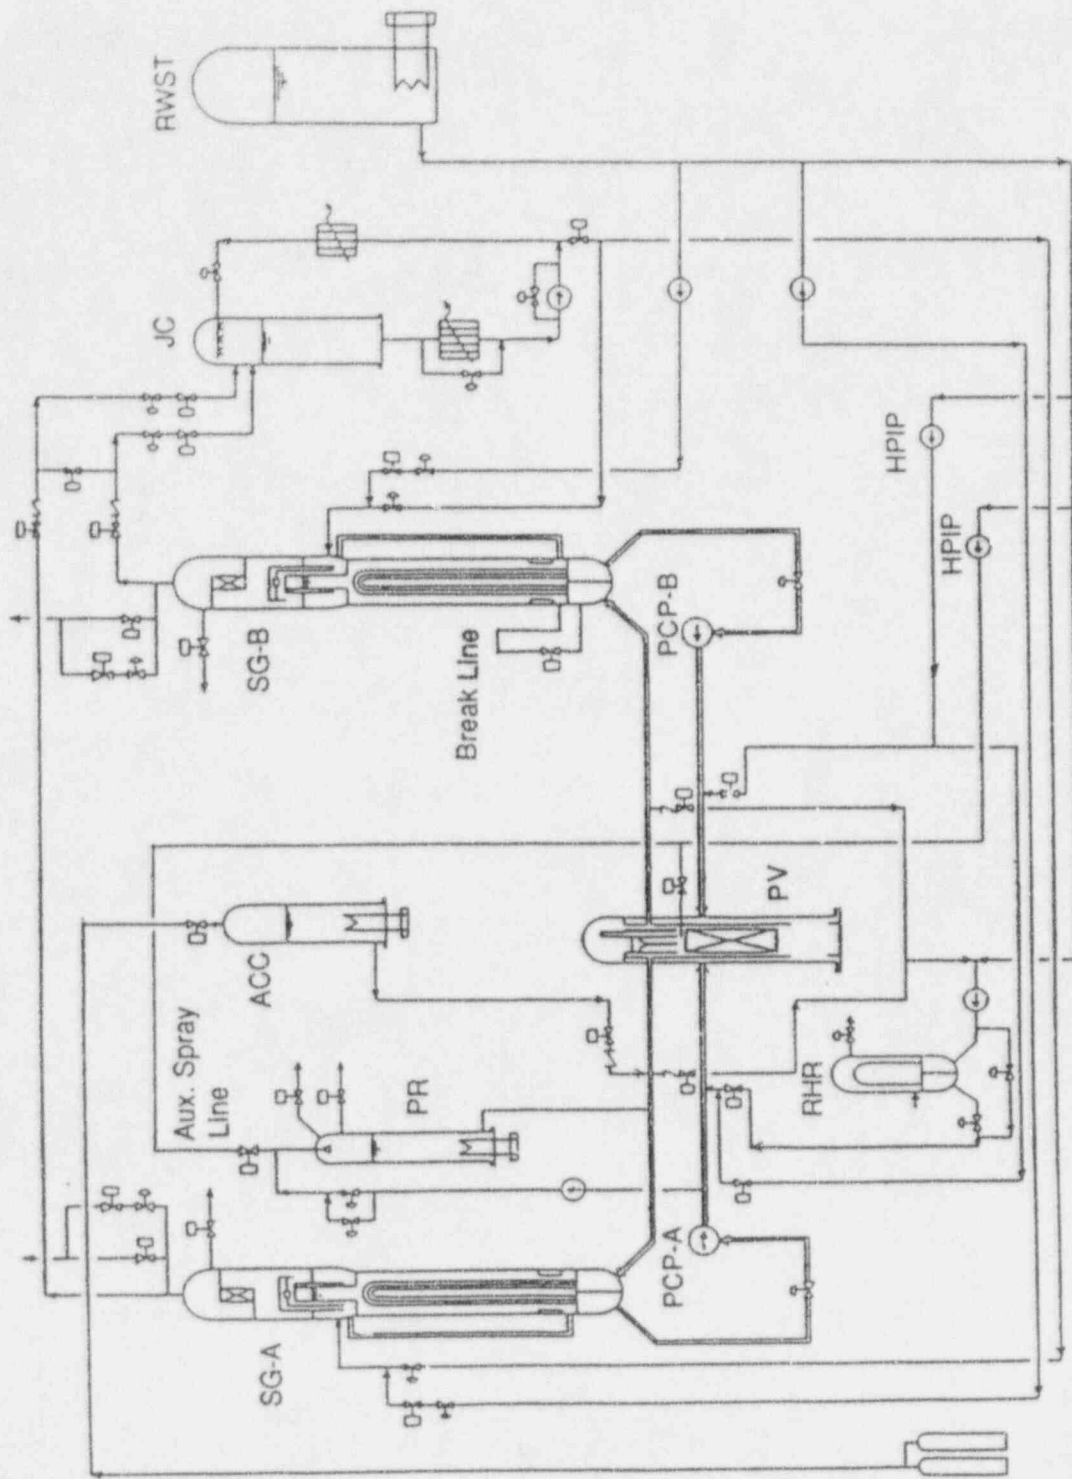 RWST
JC
HPIP
HPIP
SG-B
PCP-B
Break Line
PV
ACC
Aux. Spray
Line
PR
RHR
SG-A
PCP-A